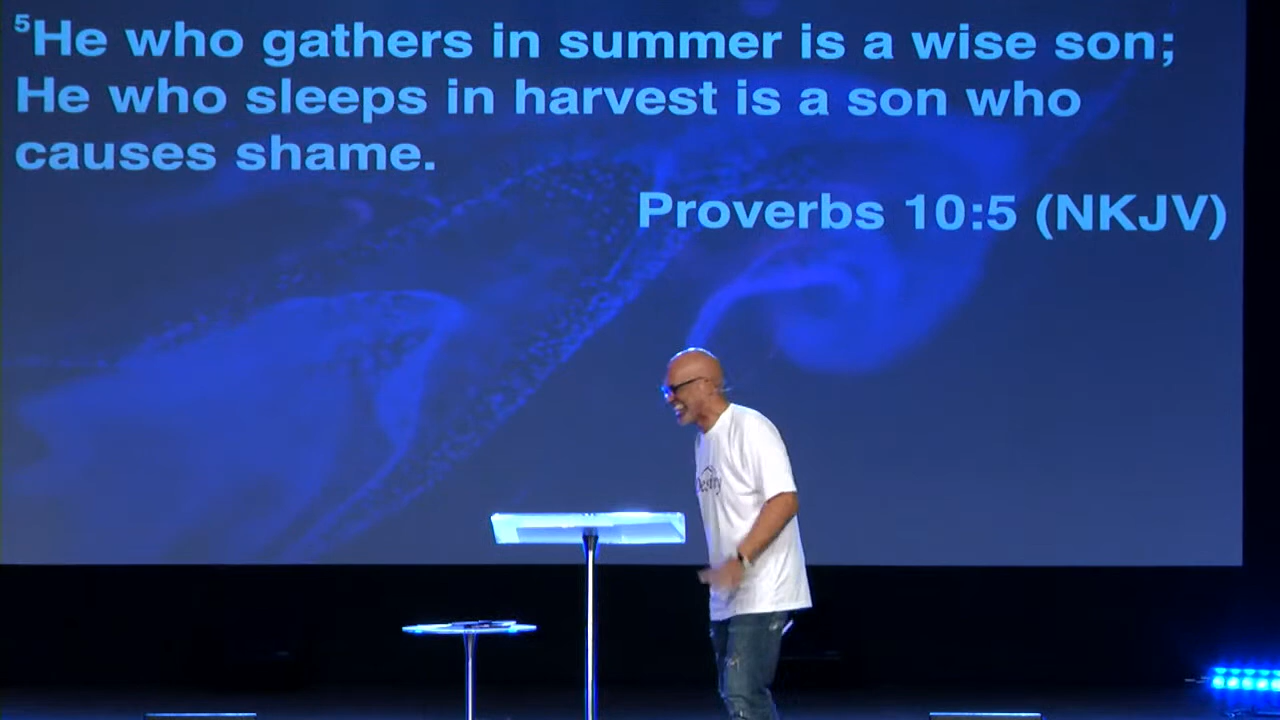 ⁵He who gathers in summer is a wise son;
He who sleeps in harvest is a son who
causes shame.
Proverbs 10:5 (NKJV)
Destiny